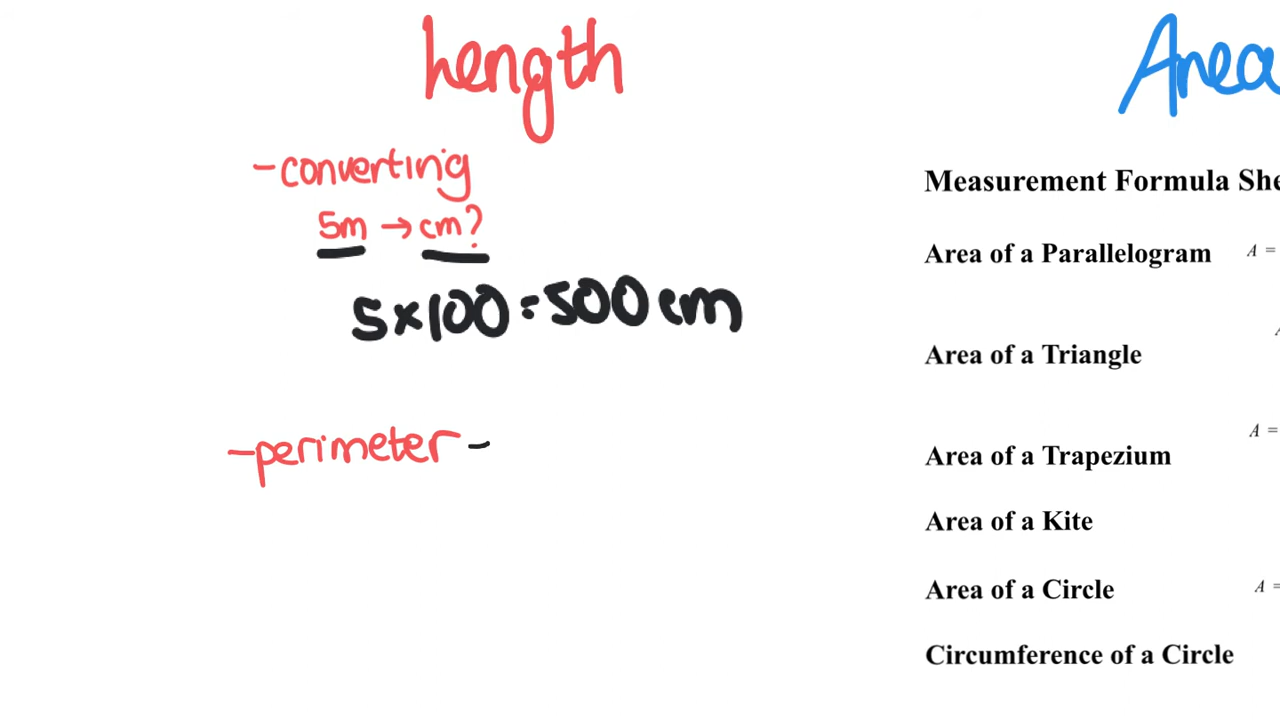 Length
-converting
5m → cm?
5×100=500cm
-perimeter -
Area
Measurement Formula She
Area of a Parallelogram A =
Area of a Triangle
Area of a Trapezium A =
Area of a Kite
Area of a Circle A =
Circumference of a Circle